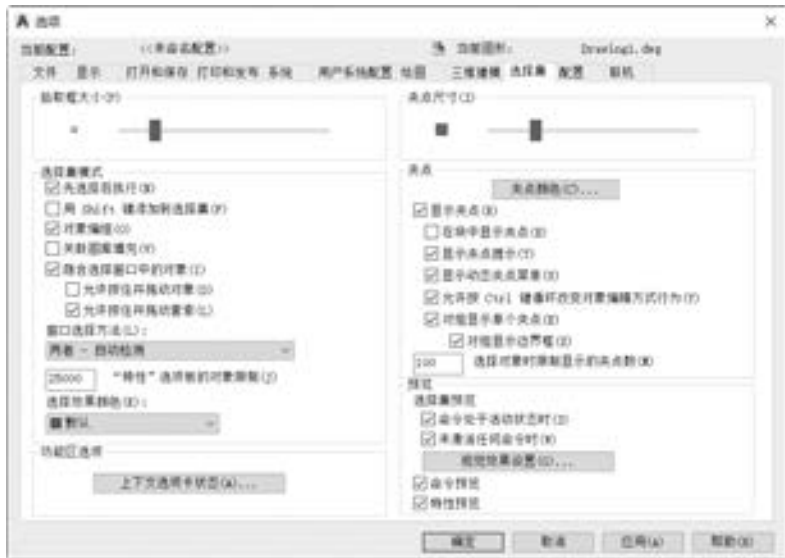 选项
当前配置: <<未命名配置>> 当前图形: Drawing1.dwg
文件 显示 打开和保存 打印和发布 系统 用户系统配置 绘图 三维建模 选择集 配置 联机
拾取框大小(P)
夹点尺寸(Z)
选择集模式
先选择后执行(N)
用 Shift 键添加到选择集(F)
对象编组(O)
关联图案填充(V)
隐含选择窗口中的对象(I)
允许按住并拖动对象(D)
允许按住并拖动套索(L)
窗口选择方法(L):
两者 - 自动检测
25000 “特性”选项板的对象限制(J)
选择效果颜色(E):
默认
功能区选项
上下文选项卡状态(A)...
夹点
夹点颜色(C)...
显示夹点(R)
在块中显示夹点(B)
显示夹点提示(T)
显示动态夹点菜单(U)
允许按 Ctrl 键循环改变对象编辑方式行为(Y)
对组显示单个夹点(E)
对组显示边界框(X)
100 选择对象时限制显示的夹点数(M)
预览
选择集预览
命令处于活动状态时(S)
未激活任何命令时(W)
视觉效果设置(G)...
命令预览
特性预览
确定 取消 应用(A) 帮助(H)